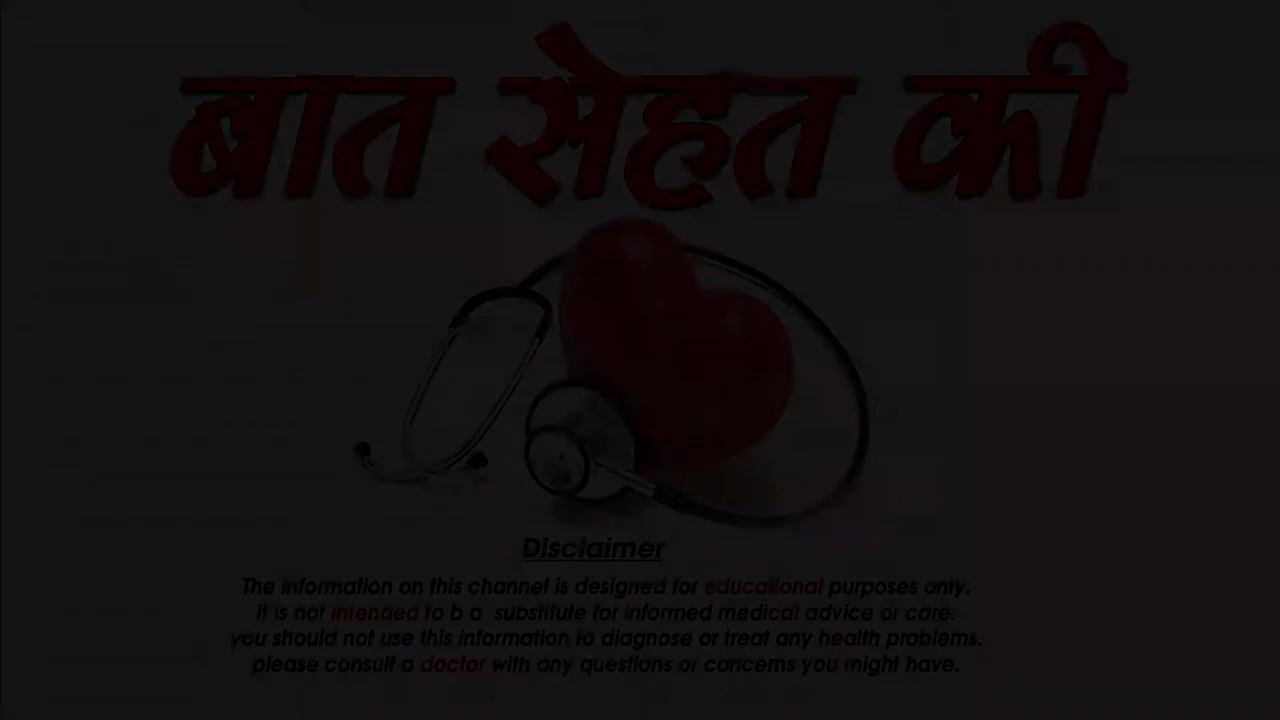 बात सेहत की
Disclaimer
The information on this channel is designed for educational purposes only.
it is not intended to b a substitute for informed medical advice or care.
you should not use this information to diagnose or treat any health problems.
please consult a doctor with any questions or concerns you might have.